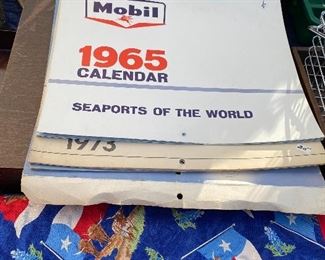 Mobil
1965
CALENDAR
SEAPORTS OF THE WORLD
1973